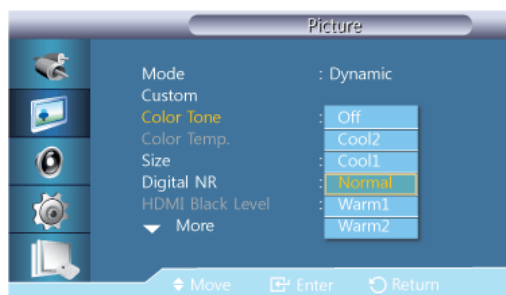 Picture
Mode : Dynamic
Custom
Color Tone : Off
Color Temp. Cool2
Size : Cool1
Digital NR : Normal
HDMI Black Level : Warm1
More Warm2
Move Enter Return